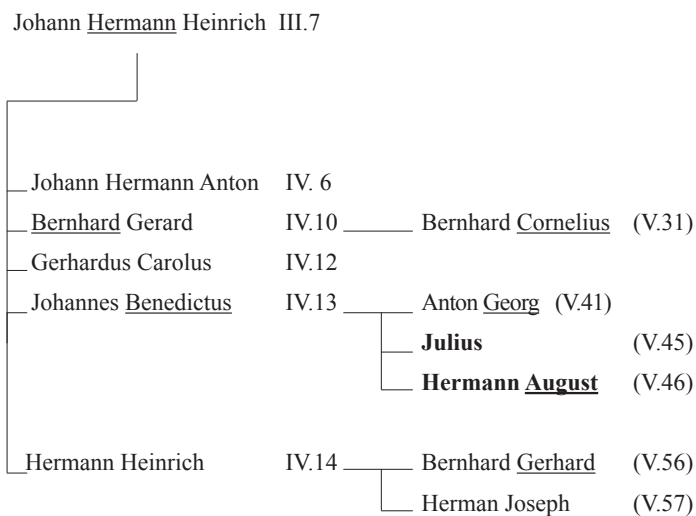 Johann Hermann Heinrich III.7
Johann Hermann Anton IV. 6
Bernhard Gerard IV.10 Bernhard Cornelius (V.31)
Gerhardus Carolus IV.12
Johannes Benedictus IV.13 Anton Georg (V.41)
Julius (V.45)
Hermann August (V.46)
Hermann Heinrich IV.14 Bernhard Gerhard (V.56)
Herman Joseph (V.57)